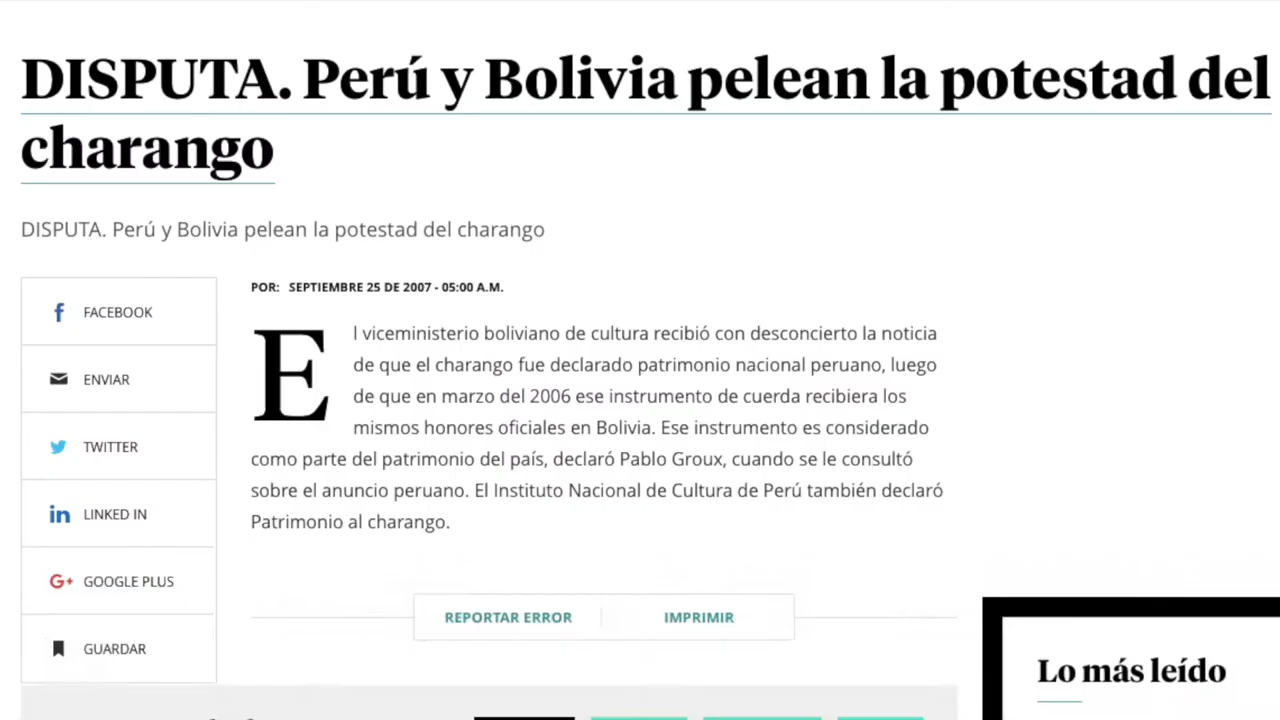 DISPUTA. Perú y Bolivia pelean la potestad del
charango
DISPUTA. Perú y Bolivia pelean la potestad del charango
FACEBOOK
ENVIAR
TWITTER
LINKED IN
GOOGLE PLUS
GUARDAR
POR: SEPTIEMBRE 25 DE 2007 - 05:00 A.M.
El viceministerio boliviano de cultura recibió con desconcierto la noticia
de que el charango fue declarado patrimonio nacional peruano, luego
de que en marzo del 2006 ese instrumento de cuerda recibiera los
mismos honores oficiales en Bolivia. Ese instrumento es considerado
como parte del patrimonio del país, declaró Pablo Groux, cuando se le consultó
sobre el anuncio peruano. El Instituto Nacional de Cultura de Perú también declaró
Patrimonio al charango.
REPORTAR ERROR
IMPRIMIR
Lo más leído